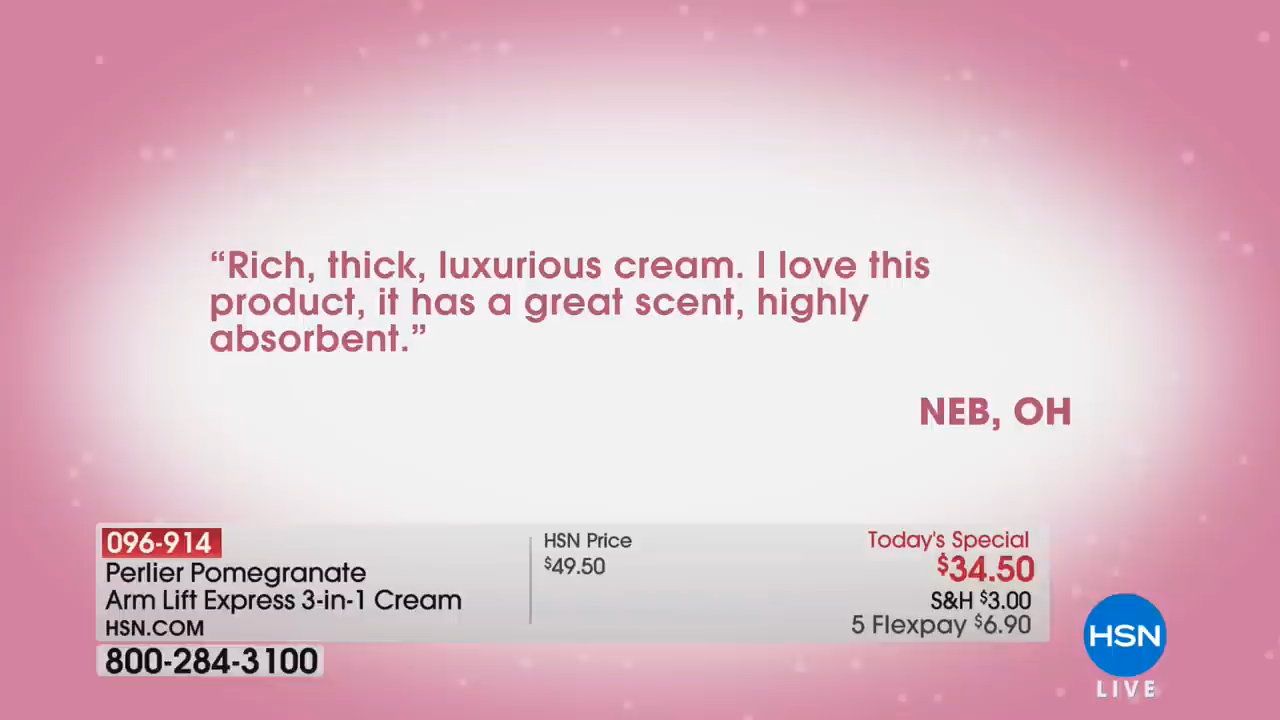 “Rich, thick, luxurious cream. I love this
product, it has a great scent, highly
absorbent.”
NEB, OH
096-914
Perlier Pomegranate
Arm Lift Express 3-in-1 Cream
HSN.COM
800-284-3100
HSN Price
$49.50
Today's Special
$34.50
S&H $3.00
5 Flexpay $6.90
HSN
LIVE